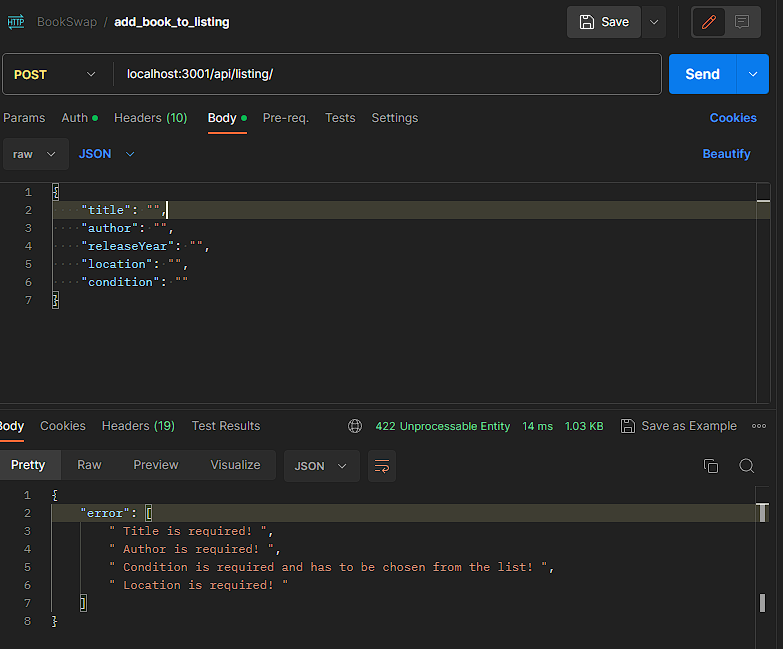 HTTP BookSwap / add_book_to_listing Save
POST localhost:3001/api/listing/ Send
Params Auth Headers (10) Body Pre-req. Tests Settings Cookies
raw JSON Beautify
1 {
2 "title": "",
3 "author": "",
4 "releaseYear": "",
5 "location": "",
6 "condition": ""
7 }
Body Cookies Headers (19) Test Results 422 Unprocessable Entity 14 ms 1.03 KB Save as Example
Pretty Raw Preview Visualize JSON
1 {
2 "error": [
3 " Title is required! ",
4 " Author is required! ",
5 " Condition is required and has to be chosen from the list! ",
6 " Location is required! "
7 ]
8 }